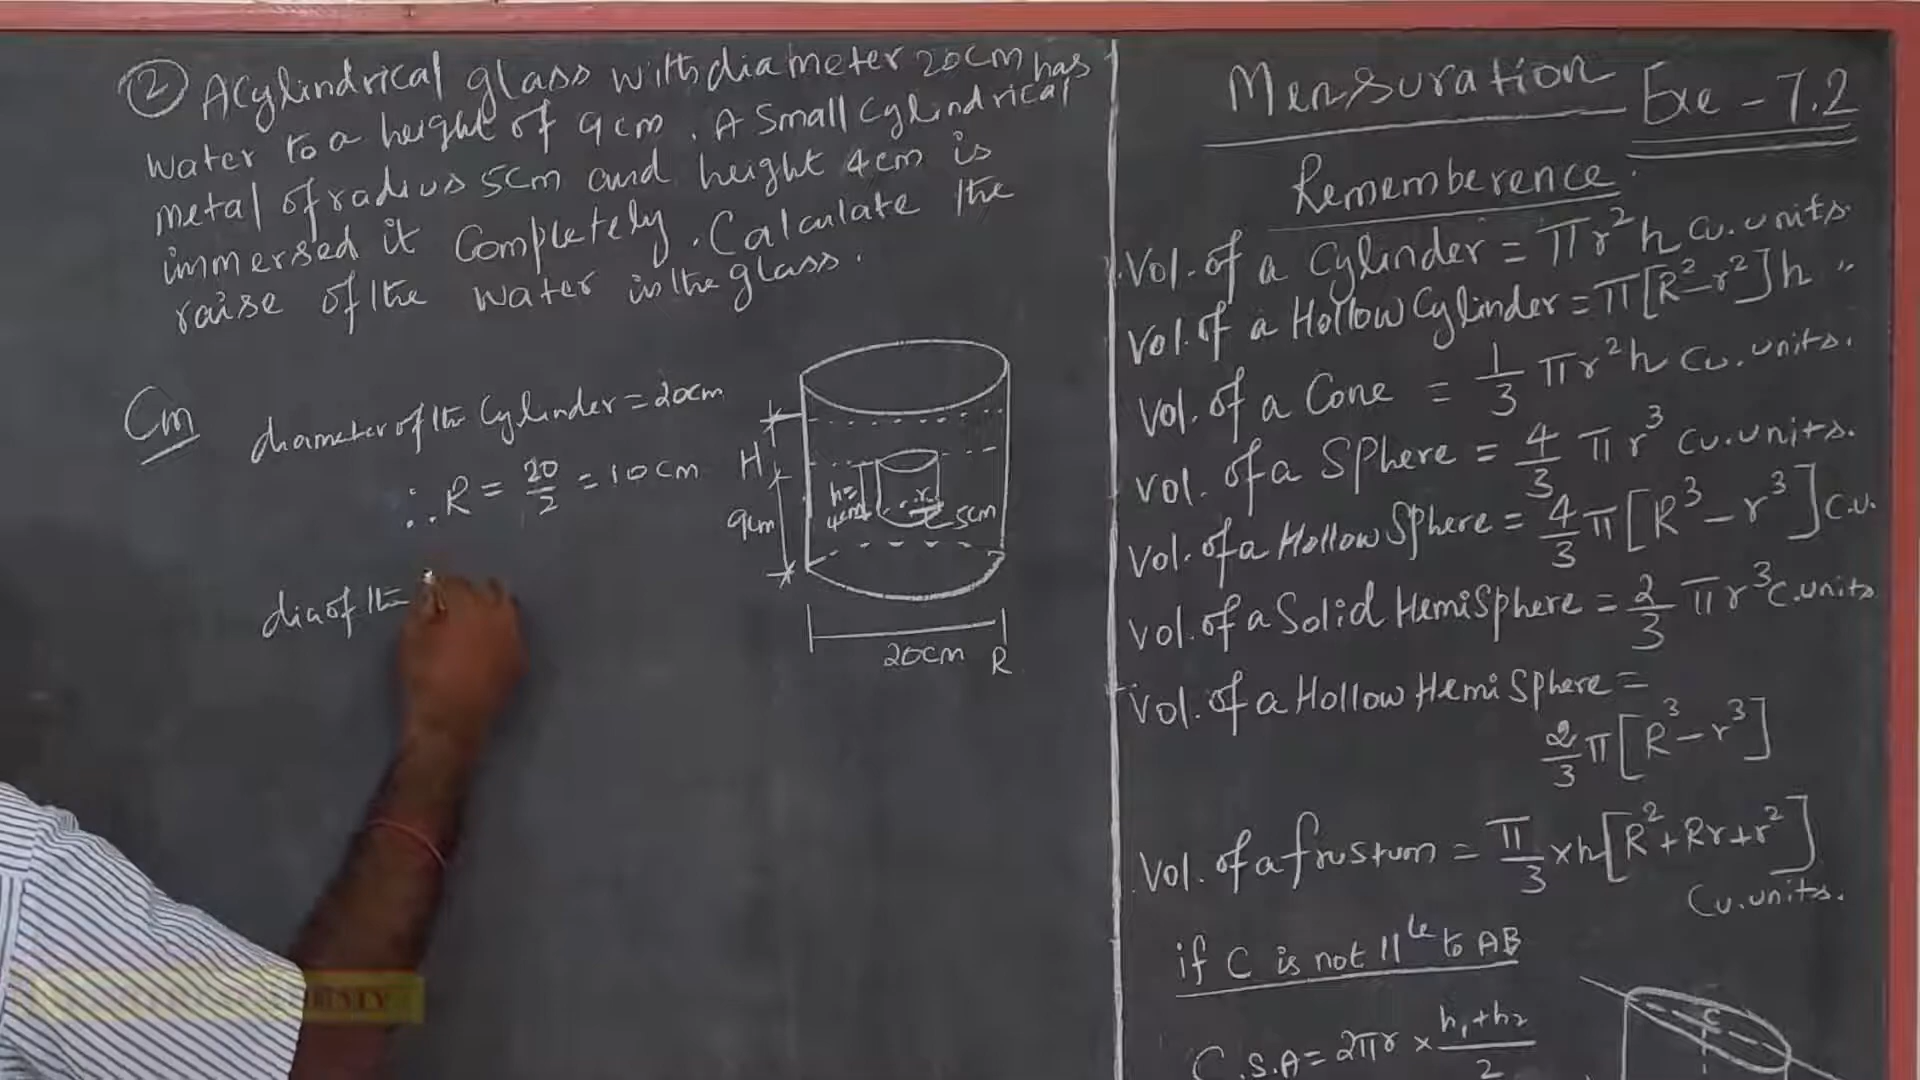 ② A Cylindrical glass with diameter 20cm has
water to a height of 9cm. A Small Cylindrical
metal of radius 5cm and height 4cm is
immersed it Completely. Calculate the
raise of the water in the glass.
Cm
diameter of the Cylinder = 20cm
∴ R = 20/2 = 10cm
dia of the
H
9cm
h=
4cm
r
5cm
20cm R
Mensuration Exe - 7.2
Rememberence
Vol. of a Cylinder = πr²h Cu. units.
Vol. of a Hollow Cylinder = π[R²-r²]h "
Vol. of a Cone = 1/3 πr²h Cu. units.
Vol. of a Sphere = 4/3 πr³ Cu. units.
Vol. of a Hollow Sphere = 4/3 π[R³-r³] C.U.
Vol. of a Solid HemiSphere = 2/3 πr³ C.units
Vol. of a Hollow HemiSphere =
2/3 π[R³-r³]
Vol. of a frustum = π/3 ×h[R²+Rr+r²]
Cu. units.
if C is not ||le to AB
C.S.A = 2πr × h₁+h₂/2
C